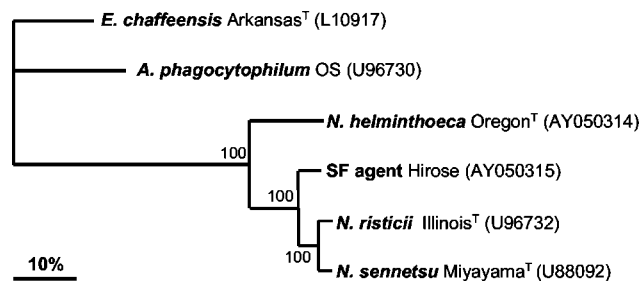 E. chaffeensis Arkansasᵀ (L10917)
A. phagocytophilum OS (U96730)
N. helminthoeca Oregonᵀ (AY050314)
100
SF agent Hirose (AY050315)
100
N. risticii Illinoisᵀ (U96732)
100
N. sennetsu Miyayamaᵀ (U88092)
10%